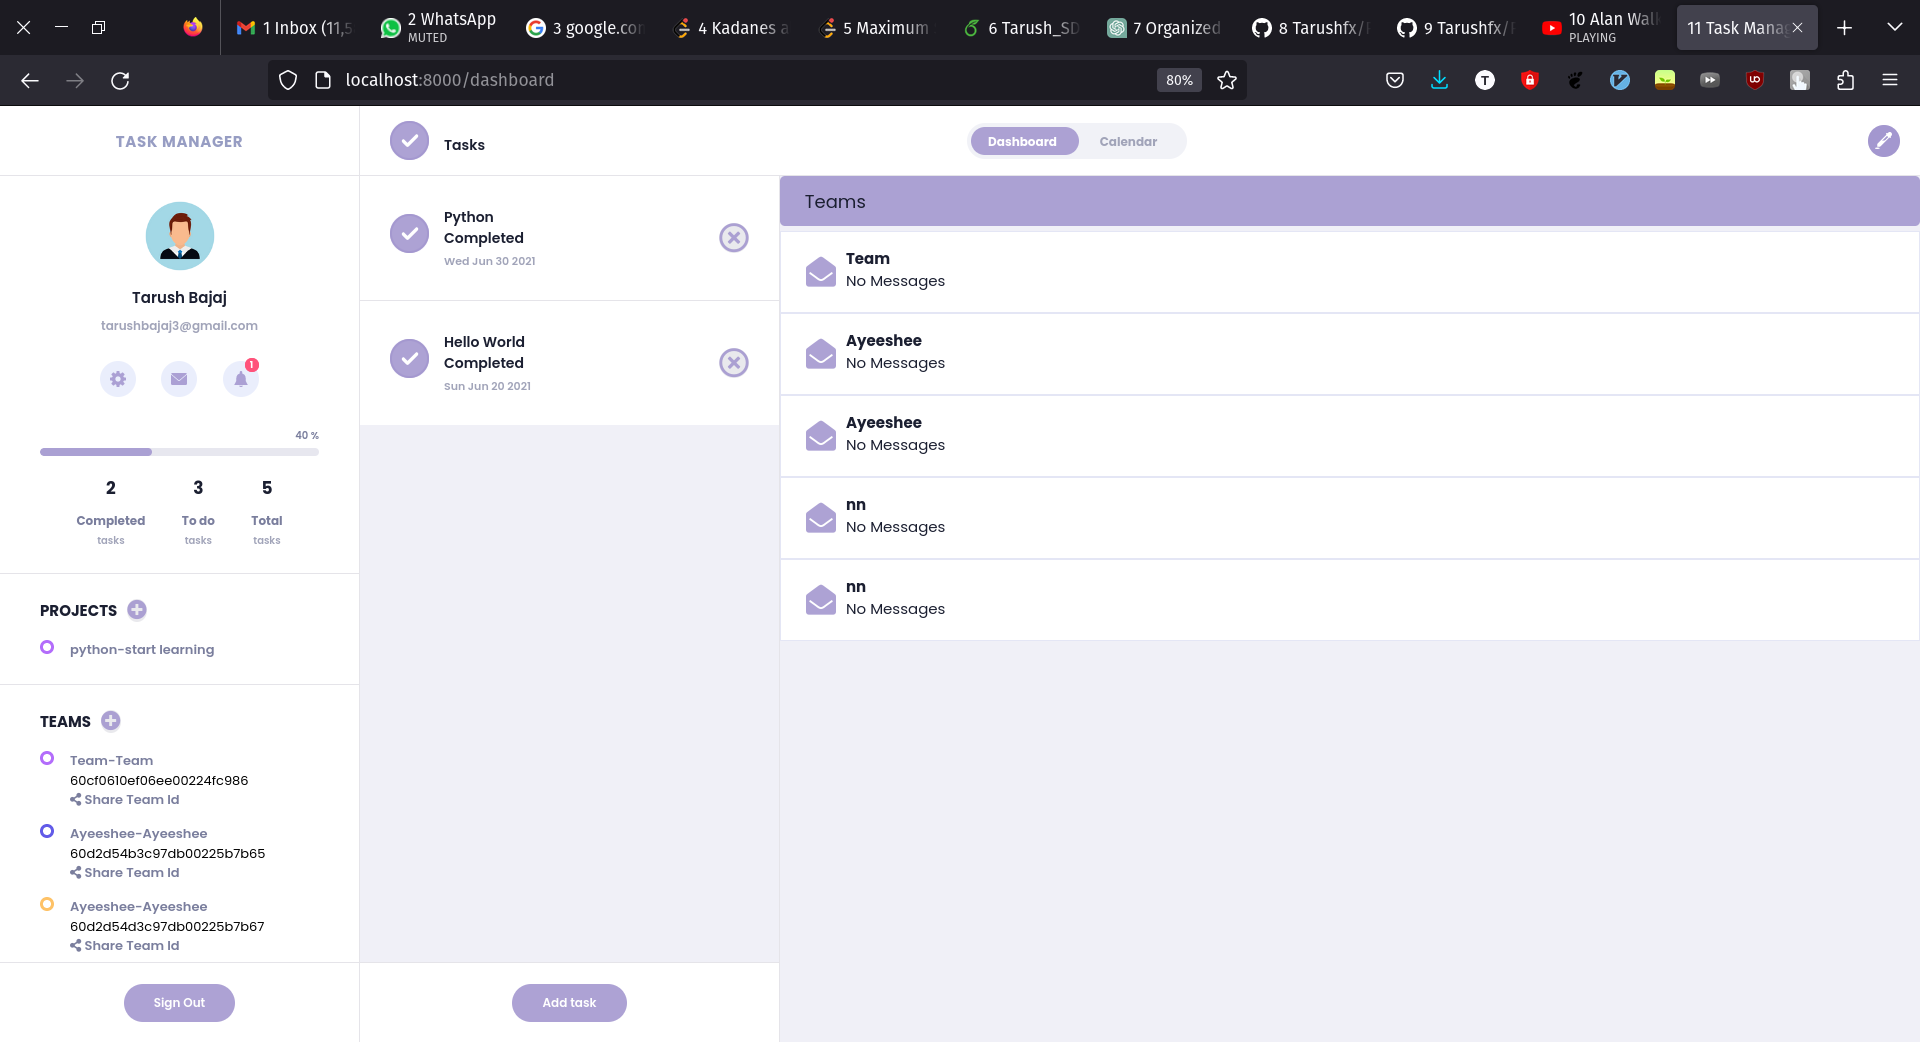 1 Inbox (11,5
2 WhatsApp
MUTED
3 google.com
4 Kadanes a
5 Maximum
6 Tarush_SD
7 Organized
8 Tarushfx/
9 Tarushfx/
10 Alan Walk
PLAYING
11 Task Manag
localhost:8000/dashboard
80%
TASK MANAGER
Tarush Bajaj
tarushbajaj3@gmail.com
1
40 %
2 3 5
Completed To do Total
tasks tasks tasks
PROJECTS
python-start learning
TEAMS
Team-Team
60cf0610ef06ee00224fc986
Share Team Id
Ayeeshee-Ayeeshee
60d2d54b3c97db00225b7b65
Share Team Id
Ayeeshee-Ayeeshee
60d2d54d3c97db00225b7b67
Share Team Id
Sign Out
Tasks
Python
Completed
Wed Jun 30 2021
Hello World
Completed
Sun Jun 20 2021
Add task
Dashboard
Calendar
Teams
Team
No Messages
Ayeeshee
No Messages
Ayeeshee
No Messages
nn
No Messages
nn
No Messages